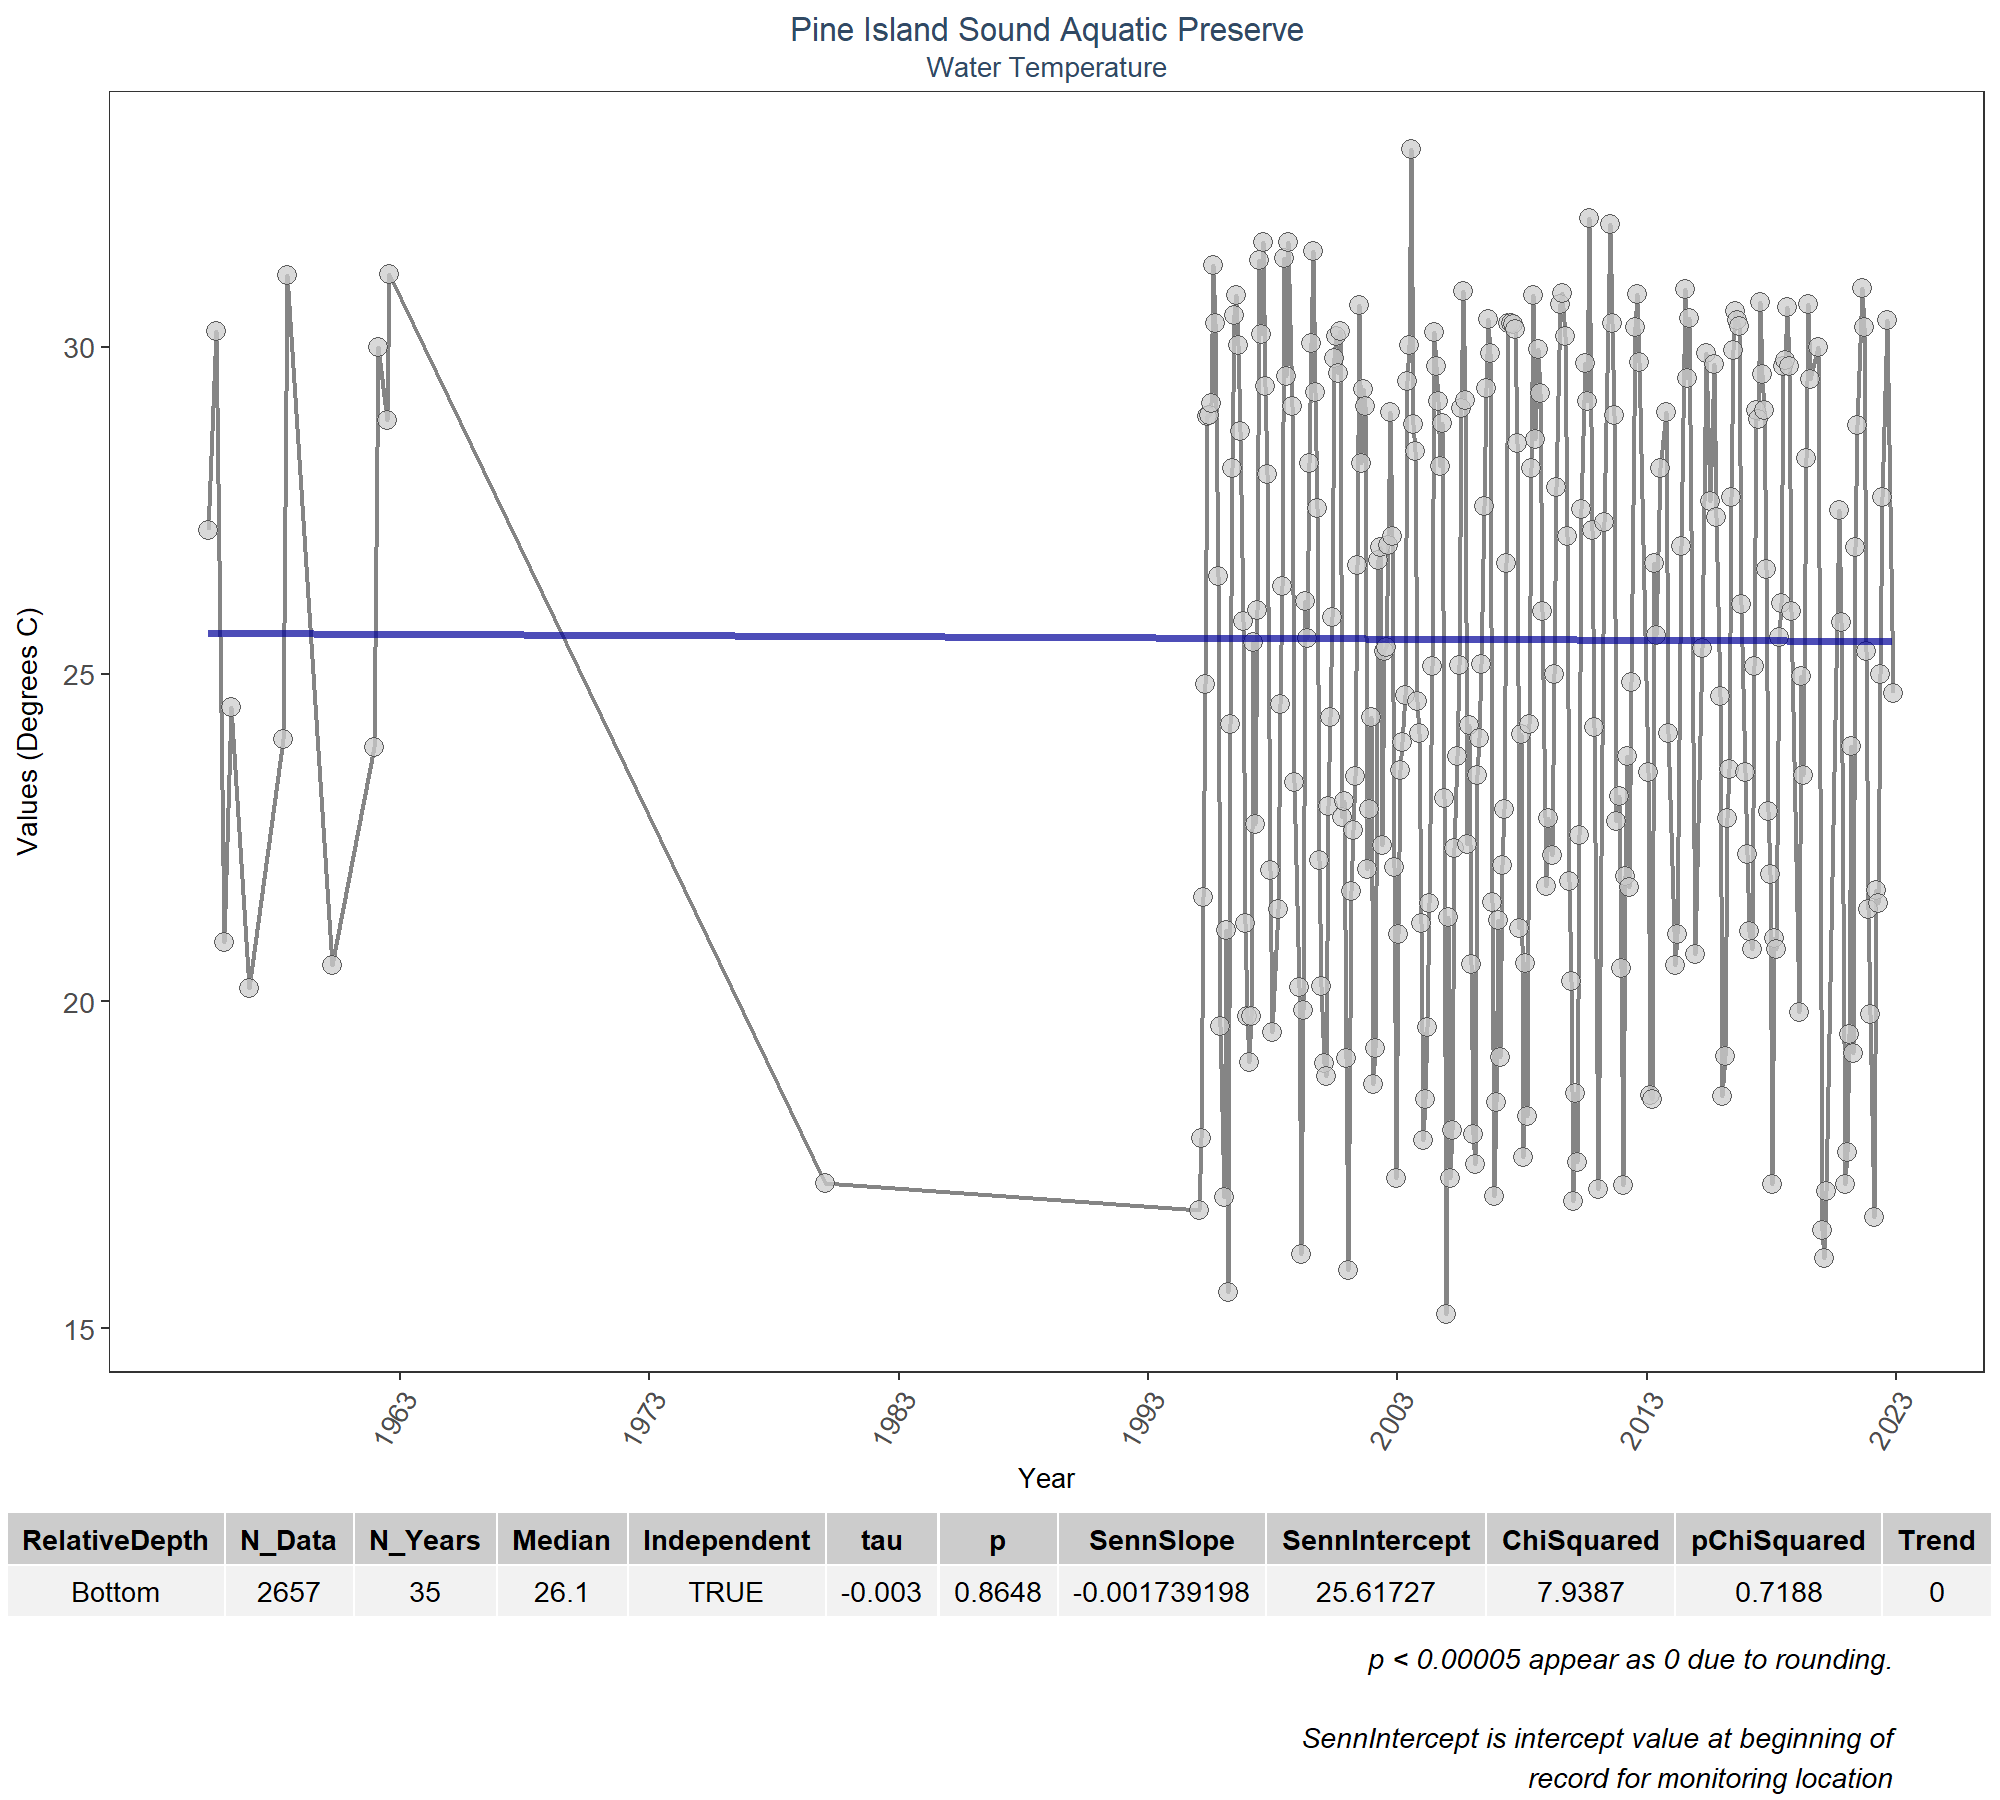 Pine Island Sound Aquatic Preserve
Water Temperature
Values (Degrees C)
30
25
20
15
1963
1973
1983
1993
2003
2013
2023
Year
RelativeDepth N_Data N_Years Median Independent tau p SennSlope SennIntercept ChiSquared pChiSquared Trend
Bottom 2657 35 26.1 TRUE -0.003 0.8648 -0.001739198 25.61727 7.9387 0.7188 0
p < 0.00005 appear as 0 due to rounding.
SennIntercept is intercept value at beginning of
record for monitoring location